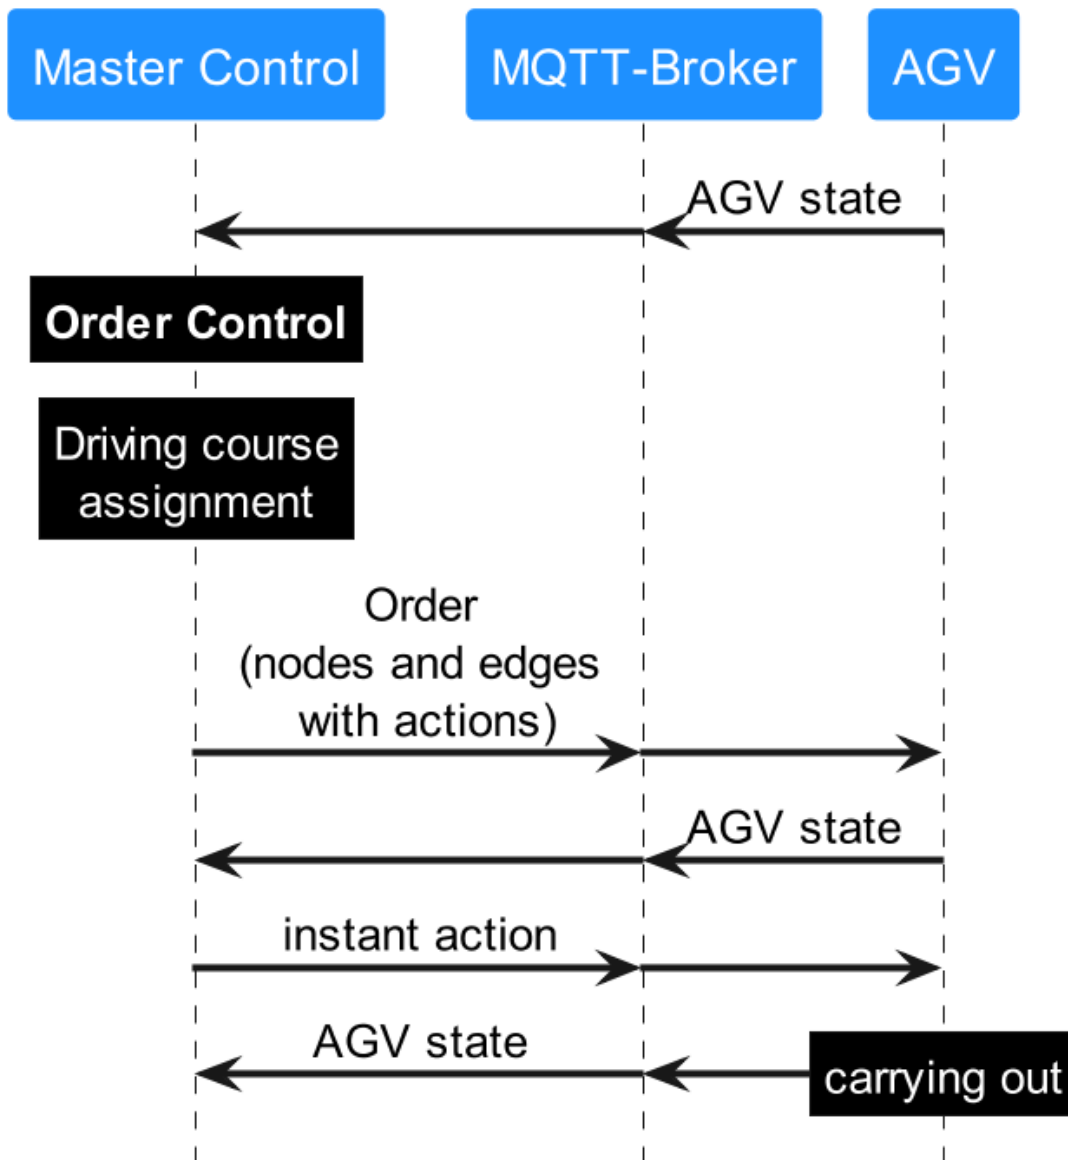 Master Control
MQTT-Broker
AGV
AGV state
Order Control
Driving course
assignment
Order
(nodes and edges
with actions)
AGV state
instant action
AGV state
carrying out